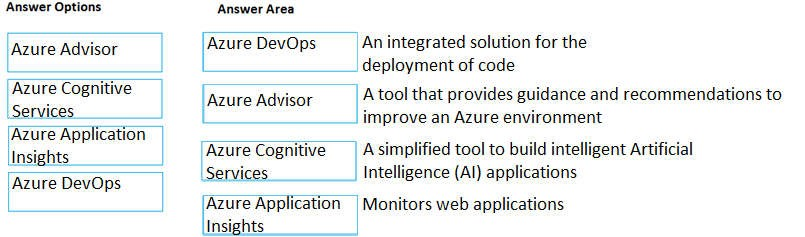 Answer Options
Answer Area
Azure Advisor
Azure Cognitive
Services
Azure Application
Insights
Azure DevOps
Azure DevOps
An integrated solution for the
deployment of code
Azure Advisor
A tool that provides guidance and recommendations to
improve an Azure environment
Azure Cognitive
Services
A simplified tool to build intelligent Artificial
Intelligence (AI) applications
Azure Application
Insights
Monitors web applications